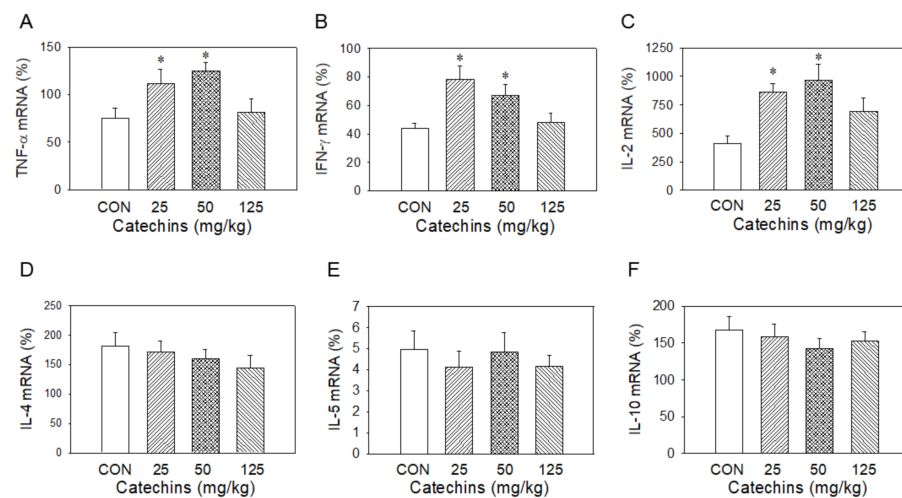 A
TNF-α mRNA (%)
150
100
50
0
*
*
CON 25 50 125
Catechins (mg/kg)
B
IFN-γ mRNA (%)
100
80
60
40
20
0
*
*
CON 25 50 125
Catechins (mg/kg)
C
IL-2 mRNA (%)
1250
1000
750
500
250
0
*
*
CON 25 50 125
Catechins (mg/kg)
D
IL-4 mRNA (%)
250
200
150
100
50
0
CON 25 50 125
Catechins (mg/kg)
E
IL-5 mRNA (%)
7
6
5
4
3
2
1
0
CON 25 50 125
Catechins (mg/kg)
F
IL-10 mRNA (%)
200
150
100
50
0
CON 25 50 125
Catechins (mg/kg)